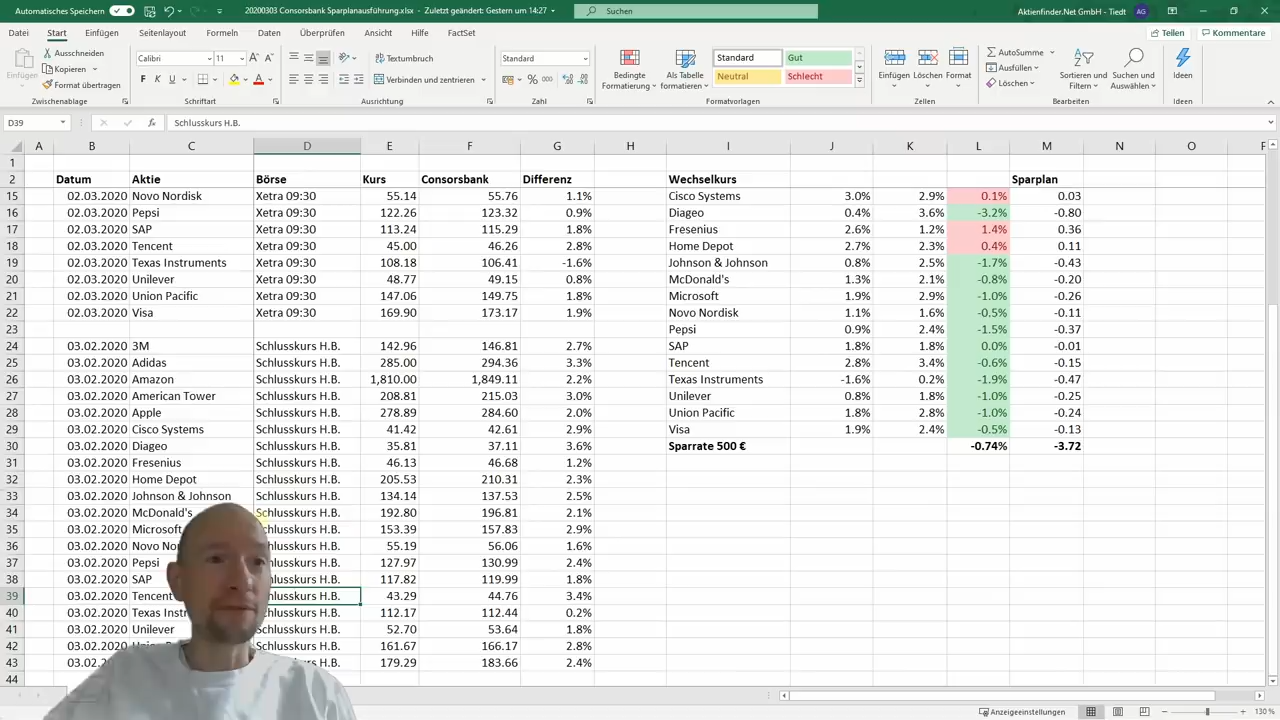 Automatisches Speichern 20200303 Consorsbank Sparplanausführung.xlsx - Zuletzt geändert: Gestern um 14:27 Suchen Aktienfinder.Net GmbH - Tiedt AG
Datei Start Einfügen Seitenlayout Formeln Daten Überprüfen Ansicht Hilfe FactSet Teilen Kommentare
Einfügen
Ausschneiden
Kopieren
Format übertragen
Zwischenablage
Calibri 11
F K U
Schriftart
Textumbruch
Verbinden und zentrieren
Ausrichtung
Standard
%
Zahl
Bedingte Formatierung
Als Tabelle formatieren
Standard Gut
Neutral Schlecht
Formatvorlagen
Einfügen Löschen Format
Zellen
AutoSumme
Ausfüllen
Löschen
Sortieren und Filtern
Suchen und Auswählen
Bearbeiten
Ideen
Ideen
D39 fx Schlusskurs H.B.
A B C D E F G H I J K L M N O
1
2 Datum Aktie Börse Kurs Consorsbank Differenz Wechselkurs Sparplan
15 02.03.2020 Novo Nordisk Xetra 09:30 55.14 55.76 1.1% Cisco Systems 3.0% 2.9% 0.1% 0.03
16 02.03.2020 Pepsi Xetra 09:30 122.26 123.32 0.9% Diageo 0.4% 3.6% -3.2% -0.80
17 02.03.2020 SAP Xetra 09:30 113.24 115.29 1.8% Fresenius 2.6% 1.2% 1.4% 0.36
18 02.03.2020 Tencent Xetra 09:30 45.00 46.26 2.8% Home Depot 2.7% 2.3% 0.4% 0.11
19 02.03.2020 Texas Instruments Xetra 09:30 108.18 106.41 -1.6% Johnson & Johnson 0.8% 2.5% -1.7% -0.43
20 02.03.2020 Unilever Xetra 09:30 48.77 49.15 0.8% McDonald's 1.3% 2.1% -0.8% -0.20
21 02.03.2020 Union Pacific Xetra 09:30 147.06 149.75 1.8% Microsoft 1.9% 2.9% -1.0% -0.26
22 02.03.2020 Visa Xetra 09:30 169.90 173.17 1.9% Novo Nordisk 1.1% 1.6% -0.5% -0.11
23 Pepsi 0.9% 2.4% -1.5% -0.37
24 03.02.2020 3M Schlusskurs H.B. 142.96 146.81 2.7% SAP 1.8% 1.8% 0.0% -0.01
25 03.02.2020 Adidas Schlusskurs H.B. 285.00 294.36 3.3% Tencent 2.8% 3.4% -0.6% -0.15
26 03.02.2020 Amazon Schlusskurs H.B. 1,810.00 1,849.11 2.2% Texas Instruments -1.6% 0.2% -1.9% -0.47
27 03.02.2020 American Tower Schlusskurs H.B. 208.81 215.03 3.0% Unilever 0.8% 1.8% -1.0% -0.25
28 03.02.2020 Apple Schlusskurs H.B. 278.89 284.60 2.0% Union Pacific 1.8% 2.8% -1.0% -0.24
29 03.02.2020 Cisco Systems Schlusskurs H.B. 41.42 42.61 2.9% Visa 1.9% 2.4% -0.5% -0.13
30 03.02.2020 Diageo Schlusskurs H.B. 35.81 37.11 3.6% Sparrate 500 € -0.74% -3.72
31 03.02.2020 Fresenius Schlusskurs H.B. 46.13 46.68 1.2%
32 03.02.2020 Home Depot Schlusskurs H.B. 205.53 210.31 2.3%
33 03.02.2020 Johnson & Johnson Schlusskurs H.B. 134.14 137.53 2.5%
34 03.02.2020 McDonald's Schlusskurs H.B. 192.80 196.81 2.1%
35 03.02.2020 Microsoft Schlusskurs H.B. 153.39 157.83 2.9%
36 03.02.2020 Novo Schlusskurs H.B. 55.19 56.06 1.6%
37 03.02.2020 Pepsi Schlusskurs H.B. 127.97 130.99 2.4%
38 03.02.2020 SAP Schlusskurs H.B. 117.82 119.99 1.8%
39 03.02.2020 Tencent H.B. 43.29 44.76 3.4%
40 03.02.2020 Texas H.B. 112.17 112.44 0.2%
41 03.02.2020 Unilever H.B. 52.70 53.64 1.8%
42 03.02.2020 H.B. 161.67 166.17 2.8%
43 H.B. 179.29 183.66 2.4%
44
Anzeigeeinstellungen 130 %